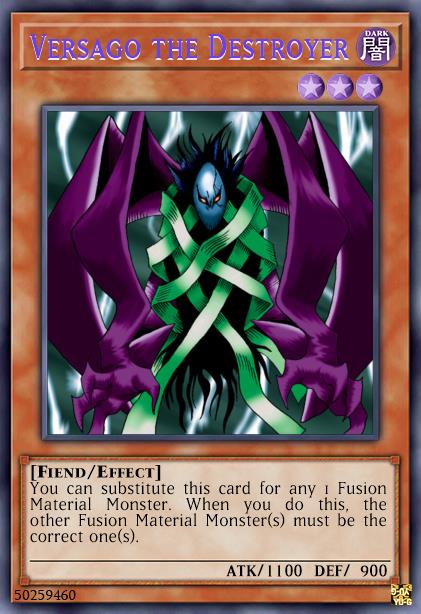 Versago the Destroyer
DARK
闇
[Fiend/Effect]
You can substitute this card for any 1 Fusion
Material Monster. When you do this, the
other Fusion Material Monster(s) must be the
correct one(s).
ATK/1100 DEF/ 900
50259460